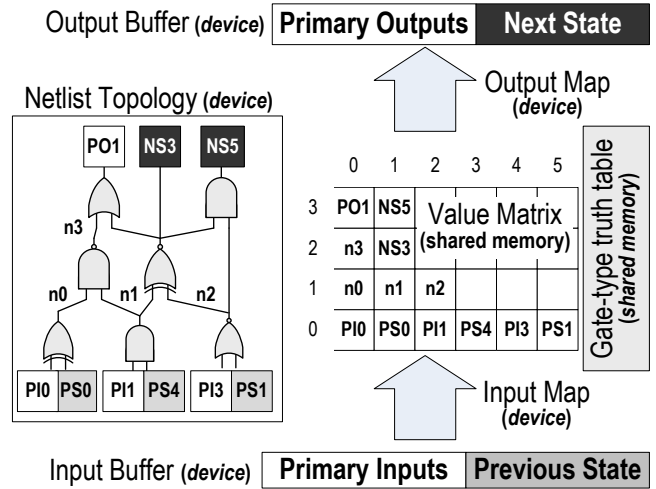 Output Buffer (device) Primary Outputs Next State
Output Map
(device)
Netlist Topology (device)
PO1 NS3 NS5
n3
n0 n1 n2
PI0 PS0 PI1 PS4 PI3 PS1
0 1 2 3 4 5
3 PO1 NS5
2 n3 NS3
1 n0 n1 n2
0 PI0 PS0 PI1 PS4 PI3 PS1
Value Matrix
(shared memory)
Gate-type truth table
(shared memory)
Input Map
(device)
Input Buffer (device) Primary Inputs Previous State